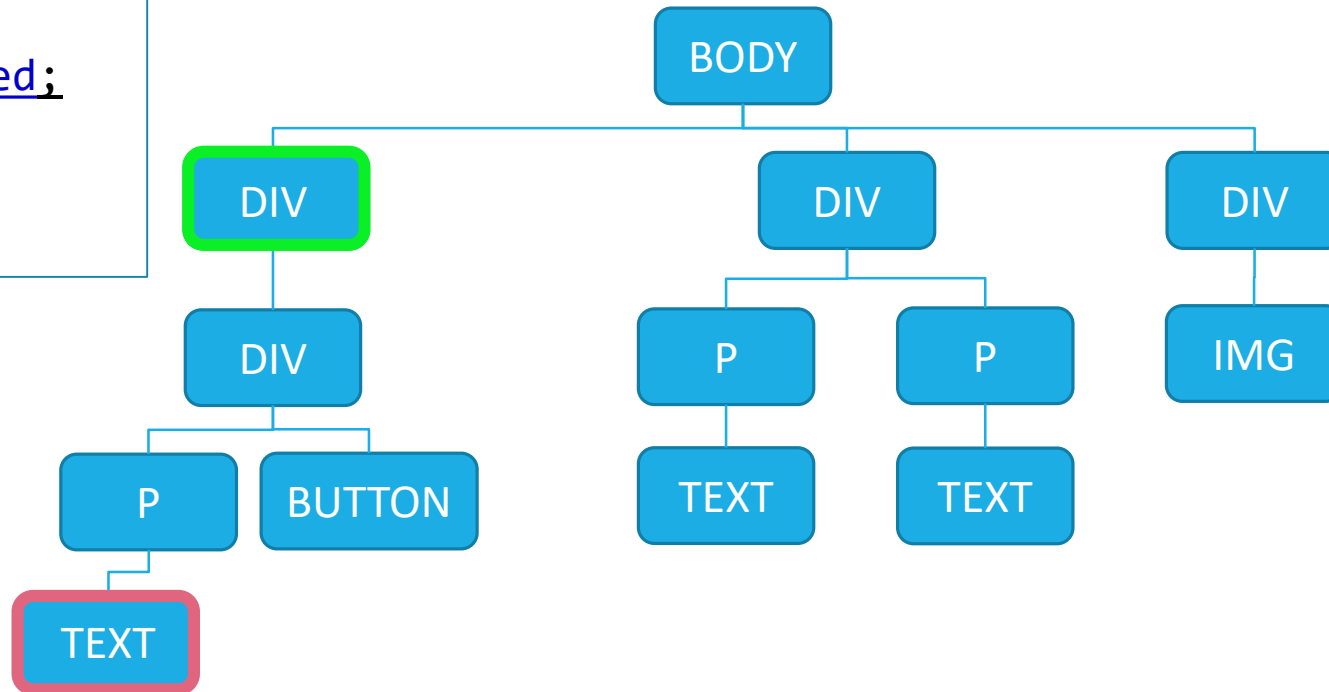 ed;
BODY
DIV
DIV
DIV
DIV
P
P
IMG
P
BUTTON
TEXT
TEXT
TEXT